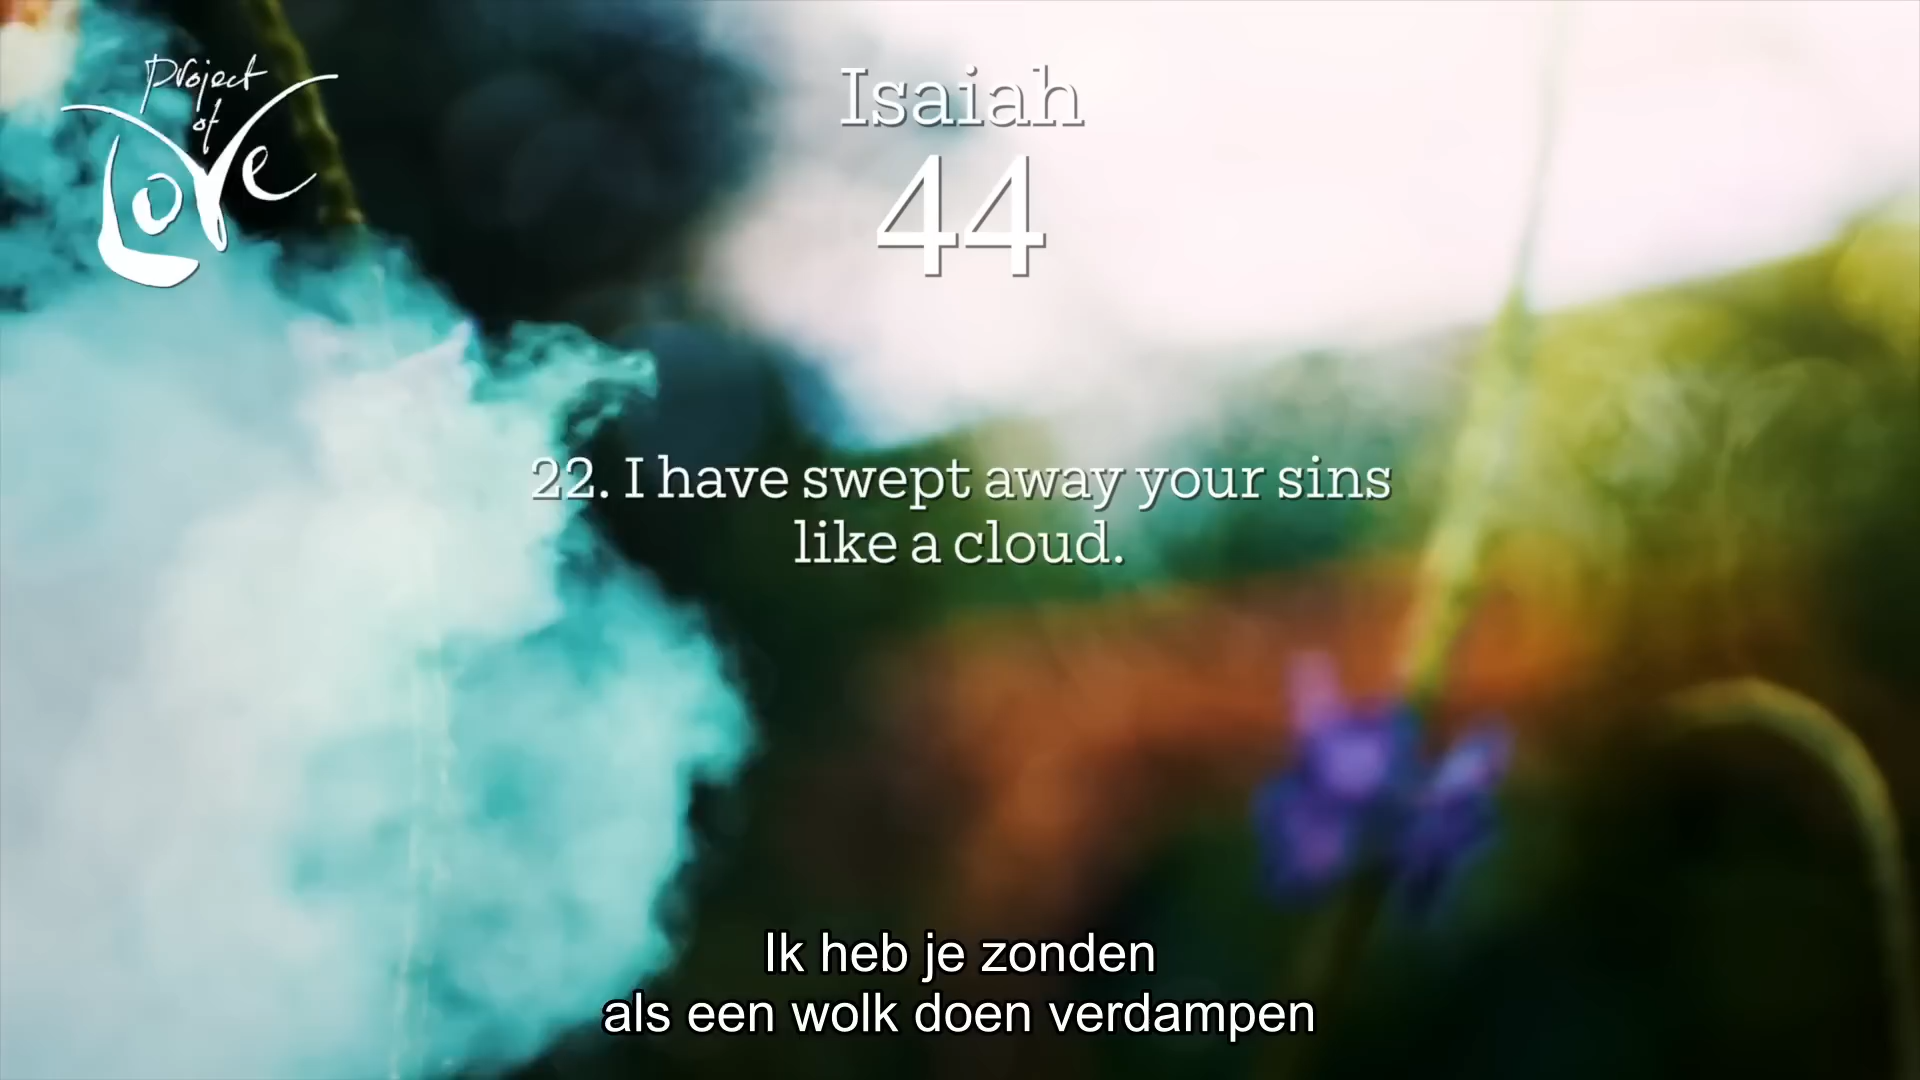 project
of
Love
Isaiah
44
22. I have swept away your sins
like a cloud.
Ik heb je zonden
als een wolk doen verdampen